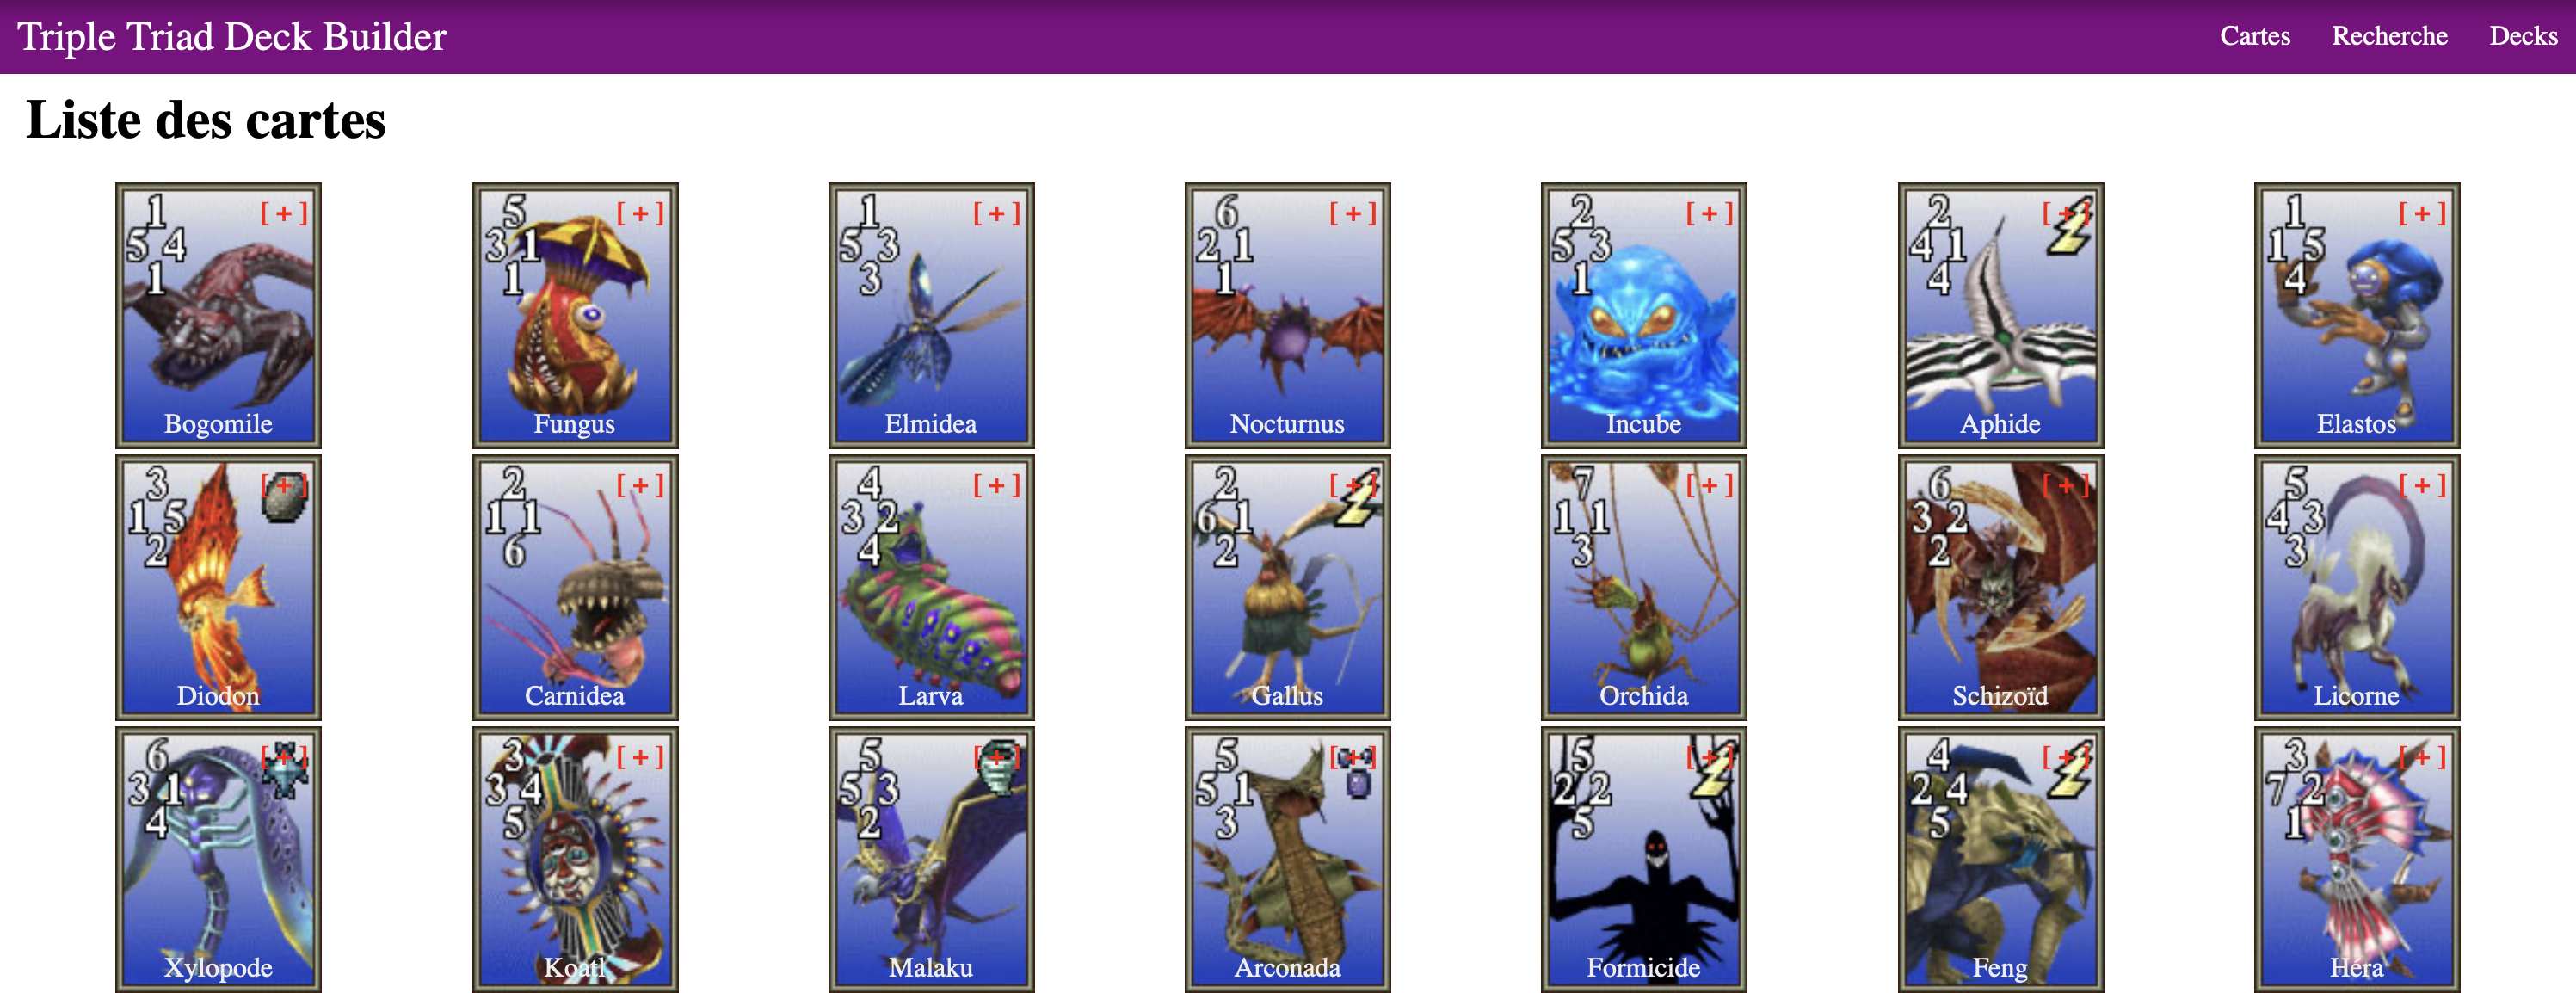 Triple Triad Deck Builder
Cartes Recherche Decks
Liste des cartes
1 [ + ] 5 [ + ] 1 [ + ] 6 [ + ] 2 [ + ] 2 [ + ] 1 [ + ]
5 4 3 1 5 3 2 1 5 3 4 1 1 5
1 1 3 1 1 4 4
Bogomile Fungus Elmidea Nocturnus Incube Aphide Elastos
3 [ + ] 2 [ + ] 4 [ + ] 2 [ + ] 7 [ + ] 6 [ + ] 5 [ + ]
1 5 1 1 3 2 6 1 1 1 3 2 4 3
2 6 4 2 3 2 3
Diodon Carnidea Larva Gallus Orchida Schizoïd Licorne
6 [ + ] 3 [ + ] 5 [ + ] 5 [ + ] 5 [ + ] 4 [ + ] 3 [ + ]
3 1 3 4 5 3 5 1 2 2 2 4 7 2
4 5 2 3 5 5 1
Xylopode Koatl Malaku Arconada Formicide Feng Héra